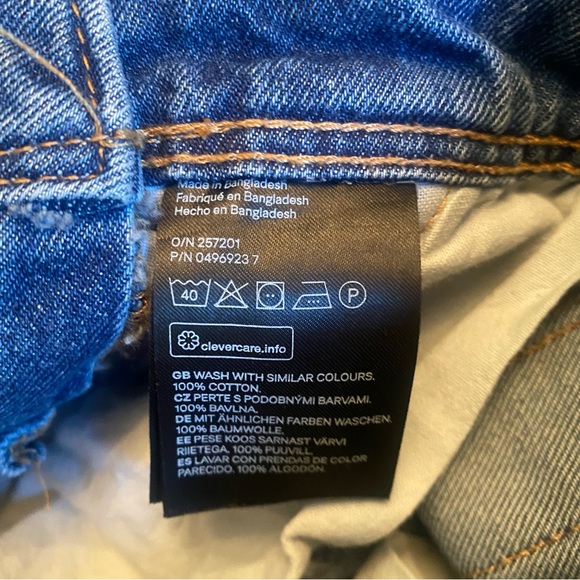 Made in Bangladesh
Fabriqué en Bangladesh
Hecho en Bangladesh
O/N 257201
P/N 0496923 7
40
P
clevercare.info
GB WASH WITH SIMILAR COLOURS.
100% COTTON.
CZ PERTE S PODOBNÝMI BARVAMI.
100% BAVLNA.
DE MIT ÄHNLICHEN FARBEN WASCHEN.
100% BAUMWOLLE.
EE PESE KOOS SARNAST VÄRVI
RIIETEGA. 100% PUUVILL.
ES LAVAR CON PRENDAS DE COLOR
PARECIDO. 100% ALGODÓN.